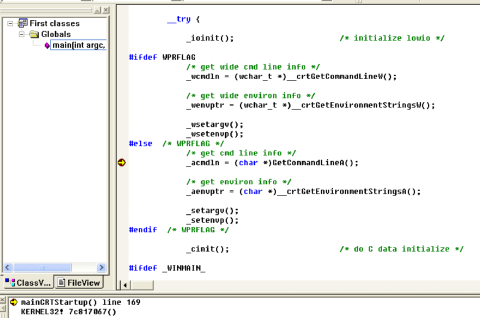 First classes
Globals
main(int argc,
ClassV...
FileView
__try {
_ioinit(); /* initialize lowio */
#ifdef WPRFLAG
/* get wide cmd line info */
_wcmdln = (wchar_t *)__crtGetCommandLineW();
/* get wide environ info */
_wenvptr = (wchar_t *)__crtGetEnvironmentStringsW();
_wsetargv();
_wsetenvp();
#else /* WPRFLAG */
/* get cmd line info */
_acmdln = (char *)GetCommandLineA();
/* get environ info */
_aenvptr = (char *)__crtGetEnvironmentStringsA();
_setargv();
_setenvp();
#endif /* WPRFLAG */
_cinit(); /* do C data initialize */
#ifdef _WINMAIN_
mainCRTStartup() line 169
KERNEL32! 7c817067()